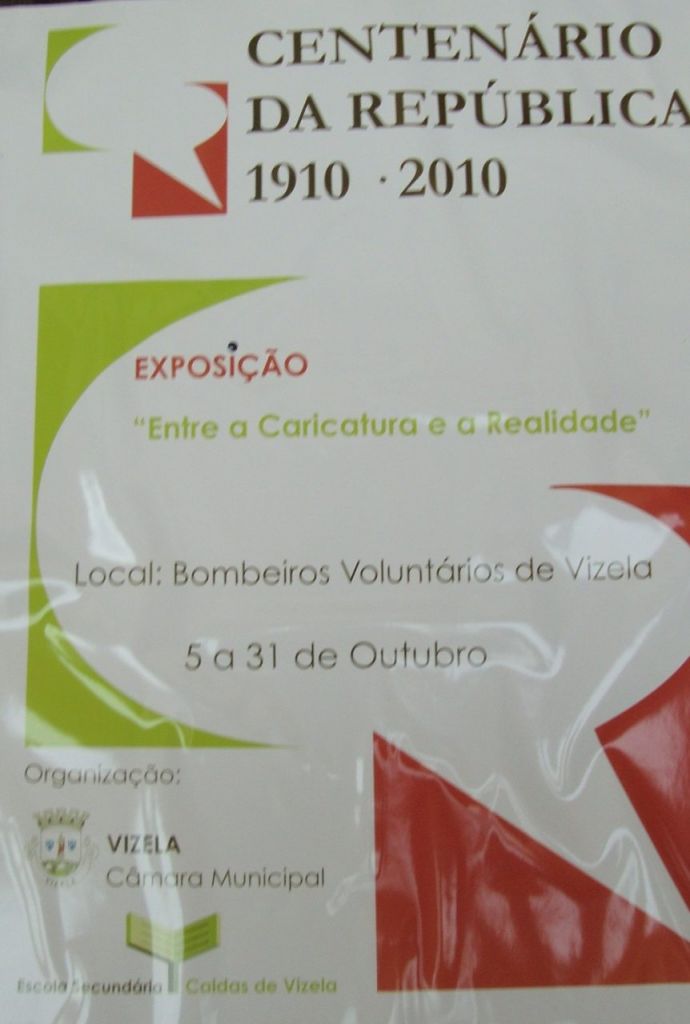 CENTENÁRIO
DA REPÚBLICA
1910 · 2010
EXPOSIÇÃO
"Entre a Caricatura e a Realidade"
Local: Bombeiros Voluntários de Vizela
5 a 31 de Outubro
Organização:
VIZELA
Câmara Municipal
Escola Secundária Caldas de Vizela